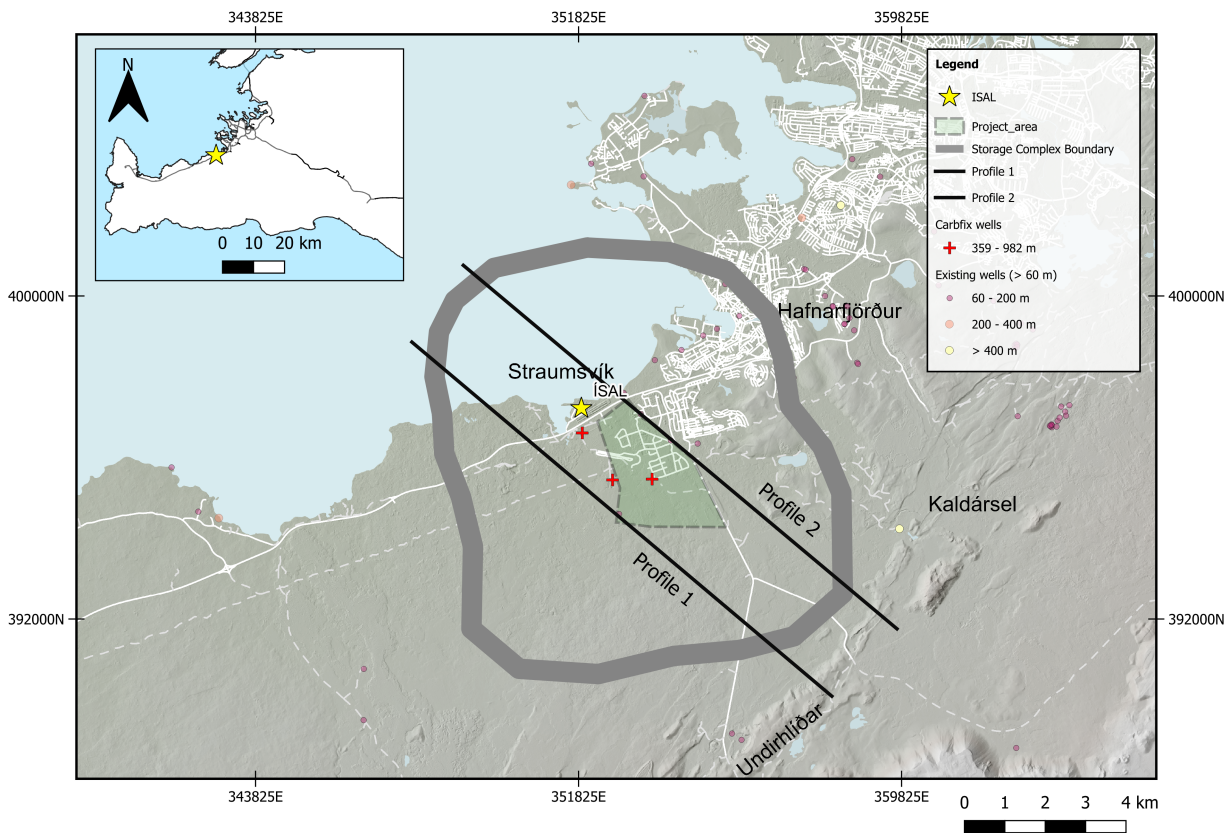 343825E
351825E
359825E
N
0 10 20 km
Legend
ISAL
Project_area
Storage Complex Boundary
Profile 1
Profile 2
Carbfix wells
359 - 982 m
Existing wells (> 60 m)
60 - 200 m
200 - 400 m
> 400 m
400000N
400000N
Hafnarfjörður
Straumsvík
ÍSAL
Profile 2
Kaldársel
Profile 1
392000N
392000N
Undirhlíðar
343825E
351825E
359825E
0 1 2 3 4 km